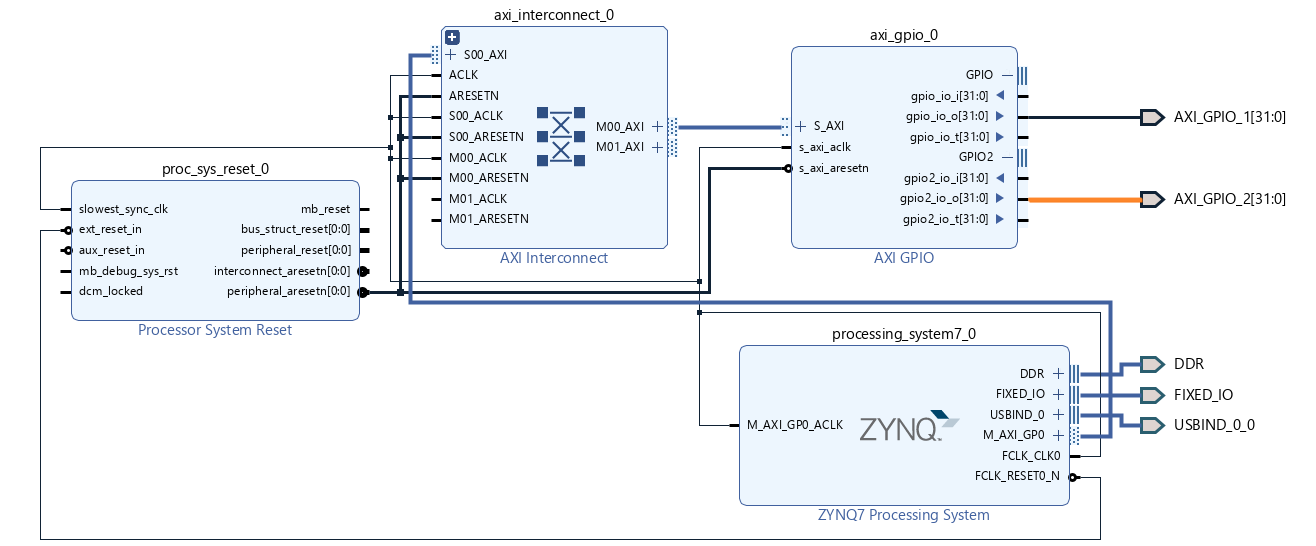 axi_interconnect_0
S00_AXI
ACLK
ARESETN
S00_ACLK
S00_ARESETN
M00_ACLK
M00_ARESETN
M01_ACLK
M01_ARESETN
M00_AXI
M01_AXI
AXI Interconnect
axi_gpio_0
S_AXI
s_axi_aclk
s_axi_aresetn
GPIO
gpio_io_i[31:0]
gpio_io_o[31:0]
gpio_io_t[31:0]
GPIO2
gpio2_io_i[31:0]
gpio2_io_o[31:0]
gpio2_io_t[31:0]
AXI GPIO
AXI_GPIO_1[31:0]
AXI_GPIO_2[31:0]
proc_sys_reset_0
slowest_sync_clk
ext_reset_in
aux_reset_in
mb_debug_sys_rst
dcm_locked
mb_reset
bus_struct_reset[0:0]
peripheral_reset[0:0]
interconnect_aresetn[0:0]
peripheral_aresetn[0:0]
Processor System Reset
processing_system7_0
M_AXI_GP0_ACLK
ZYNQ
DDR
FIXED_IO
USBIND_0
M_AXI_GP0
FCLK_CLK0
FCLK_RESET0_N
ZYNQ7 Processing System
DDR
FIXED_IO
USBIND_0_0